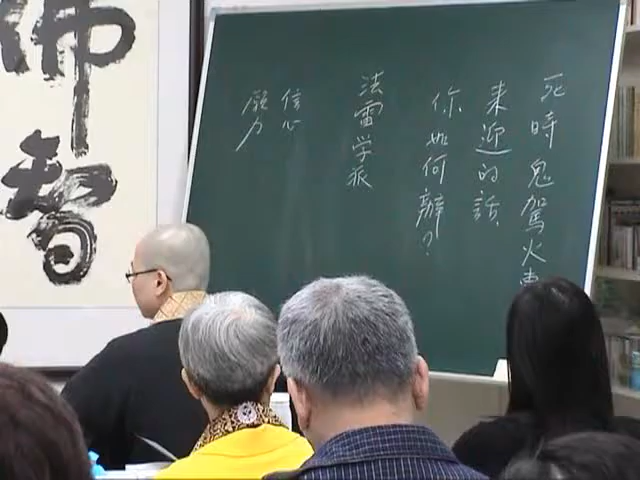 死時鬼駕火車
来迎的話
你如何辦?
法雷学派
信心
願力
佛智